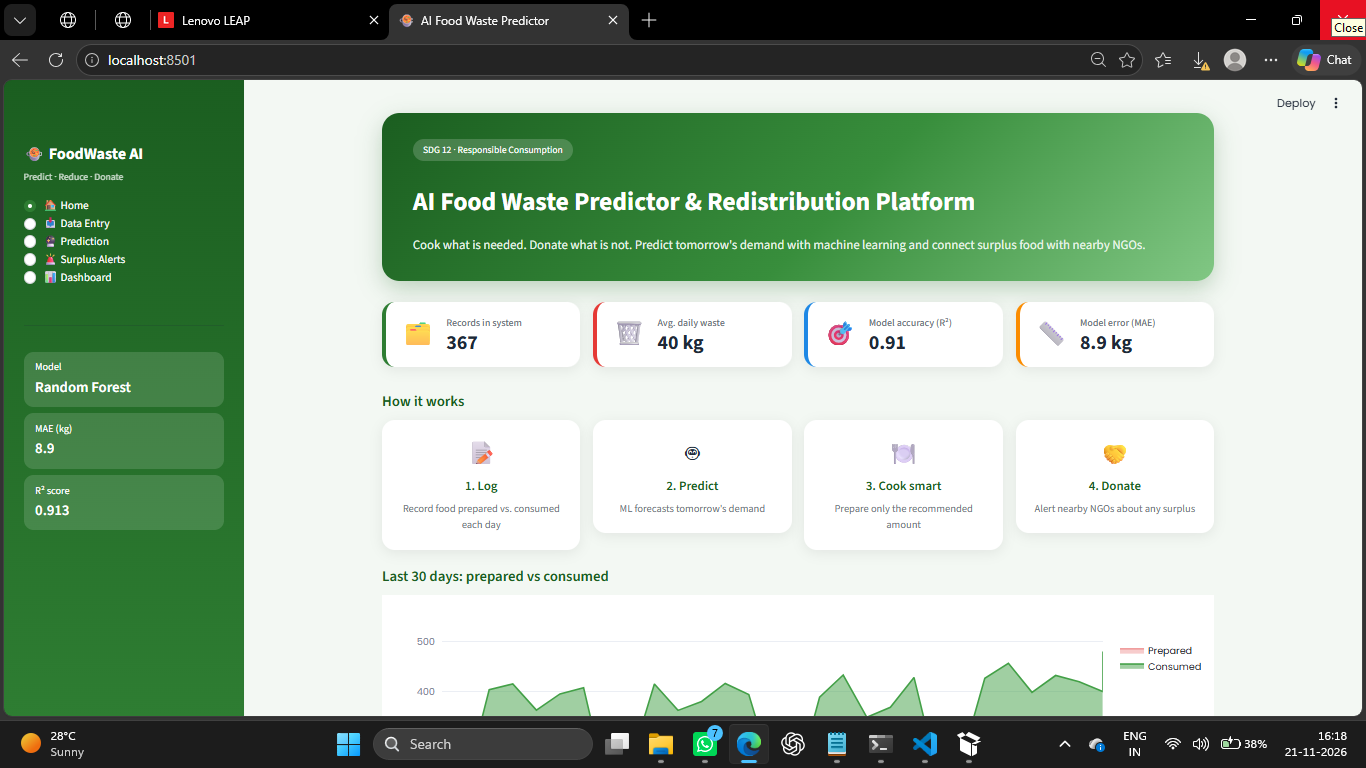 Lenovo LEAP
AI Food Waste Predictor
Close
localhost:8501
Chat
Deploy
FoodWaste AI
Predict · Reduce · Donate
Home
Data Entry
Prediction
Surplus Alerts
Dashboard
Model
Random Forest
MAE (kg)
8.9
R² score
0.913
SDG 12 · Responsible Consumption
AI Food Waste Predictor & Redistribution Platform
Cook what is needed. Donate what is not. Predict tomorrow's demand with machine learning and connect surplus food with nearby NGOs.
Records in system
367
Avg. daily waste
40 kg
Model accuracy (R²)
0.91
Model error (MAE)
8.9 kg
How it works
1. Log
Record food prepared vs. consumed
each day
2. Predict
ML forecasts tomorrow's demand
3. Cook smart
Prepare only the recommended
amount
4. Donate
Alert nearby NGOs about any surplus
Last 30 days: prepared vs consumed
500
400
Prepared
Consumed
28°C
Sunny
Search
7
ENG
IN
38%
16:18
21-11-2026